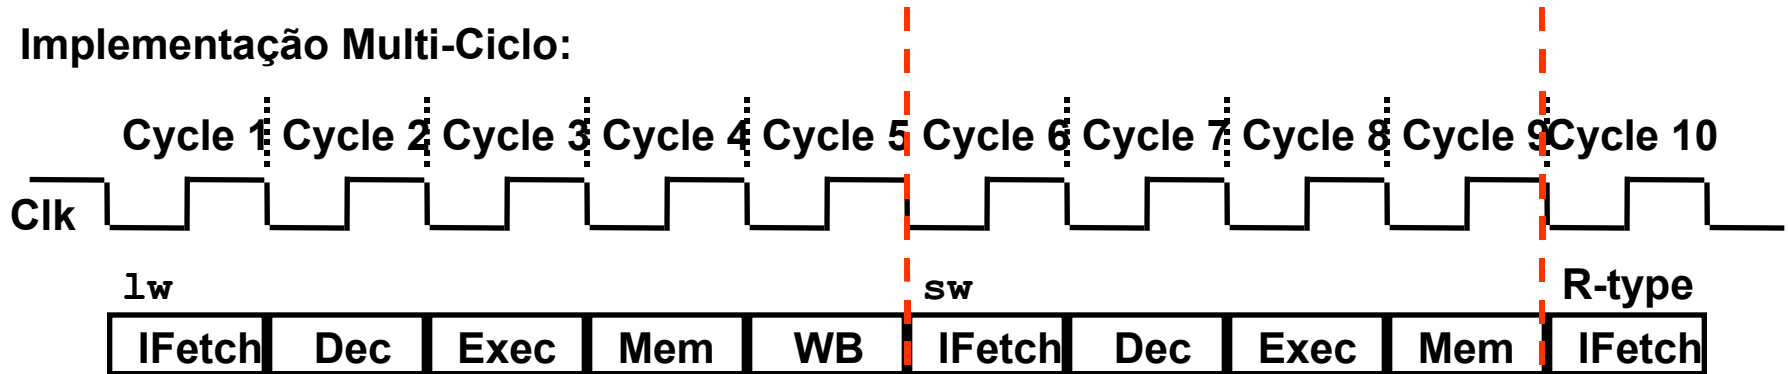 Implementação Multi-Ciclo:
Cycle 1 Cycle 2 Cycle 3 Cycle 4 Cycle 5 Cycle 6 Cycle 7 Cycle 8 Cycle 9 Cycle 10
Clk
lw sw R-type
IFetch Dec Exec Mem WB IFetch Dec Exec Mem IFetch